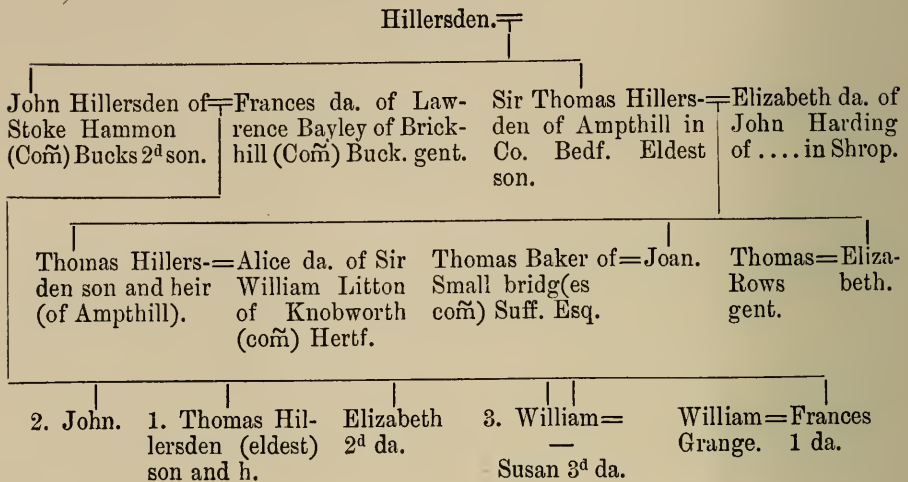 Hillersden.
John Hillersden of=Frances da. of Law-
Stoke Hammon rence Bayley of Brick-
(Com̃) Bucks 2ᵈ son. hill (Com̃) Buck. gent.
Sir Thomas Hillers-=Elizabeth da. of
den of Ampthill in John Harding
Co. Bedf. Eldest of .... in Shrop.
son.
Thomas Hillers-=Alice da. of Sir
den son and heir William Litton
(of Ampthill). of Knobworth
(com̃) Hertf.
Thomas Baker of=Joan.
Small bridg(es
com̃) Suff. Esq.
Thomas=Eliza-
Rows beth.
gent.
2. John.
1. Thomas Hil-
lersden (eldest)
son and h.
Elizabeth
2ᵈ da.
3. William=
—
Susan 3ᵈ da.
William=Frances
Grange. 1 da.